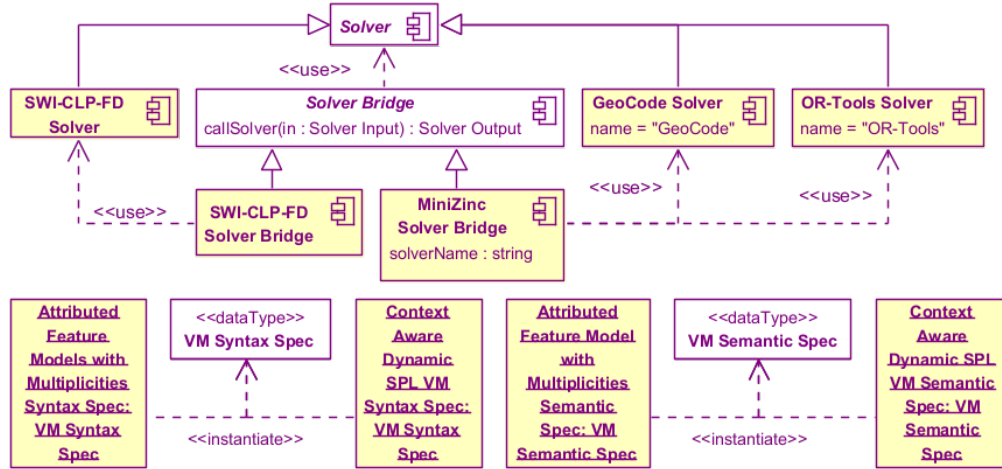 Solver
<<use>>
SWI-CLP-FD
Solver
Solver Bridge
callSolver(in : Solver Input) : Solver Output
GeoCode Solver
name = "GeoCode"
OR-Tools Solver
name = "OR-Tools"
<<use>>
SWI-CLP-FD
Solver Bridge
MiniZinc
Solver Bridge
solverName : string
<<use>>
<<use>>
Attributed
Feature
Models with
Multiplicities
Syntax Spec:
VM Syntax
Spec
<<dataType>>
VM Syntax Spec
<<instantiate>>
Context
Aware
Dynamic
SPL VM
Syntax Spec:
VM Syntax
Spec
Attributed
Feature Model
with
Multiplicities
Semantic
Spec: VM
Semantic Spec
<<dataType>>
VM Semantic Spec
<<instantiate>>
Context
Aware
Dynamic SPL
VM Semantic
Spec: VM
Semantic
Spec